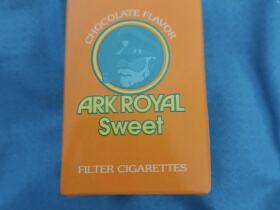 CHOCOLATE FLAVOR
ARK ROYAL
Sweet
FILTER CIGARETTES